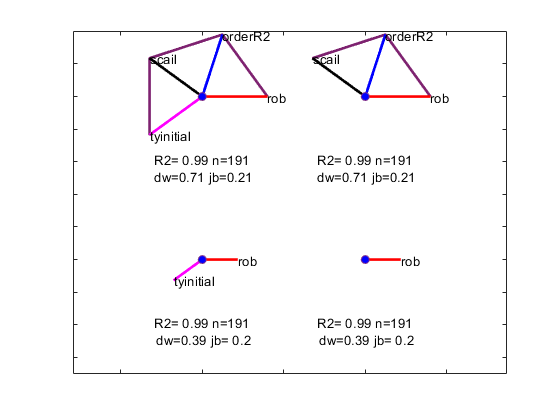 orderR2
orderR2
scail
scail
rob
rob
tyinitial
R2= 0.99 n=191
R2= 0.99 n=191
dw=0.71 jb=0.21
dw=0.71 jb=0.21
rob
rob
tyinitial
R2= 0.99 n=191
R2= 0.99 n=191
dw=0.39 jb= 0.2
dw=0.39 jb= 0.2